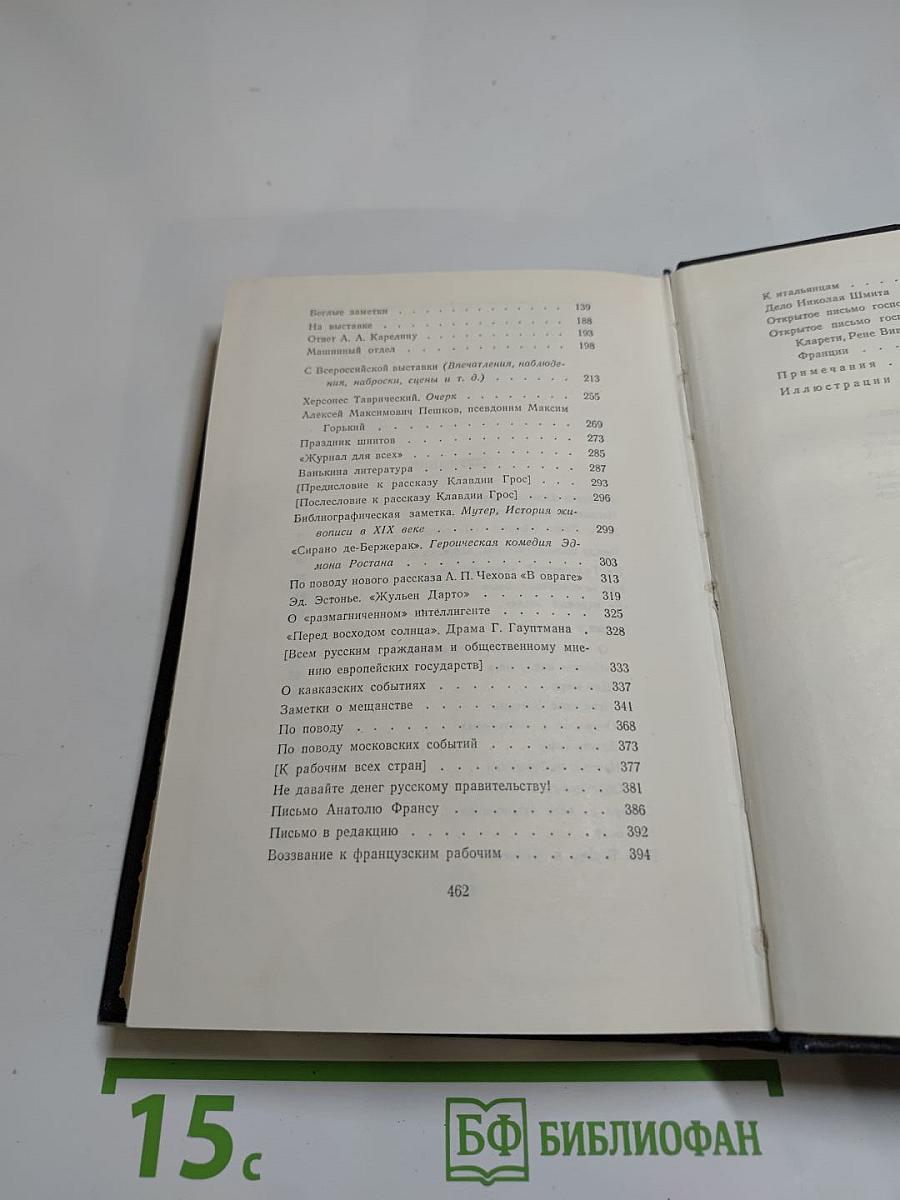 Беглые заметки . . . . . . . . . . . . . 139
На выставке . . . . . . . . . . . . . 188
Ответ А. А. Карелину . . . . . . . . . . . 193
Машинный отдел . . . . . . . . . . . . 198
С Всероссийской выставки (Впечатления, наблюде-
ния, наброски, сцены и т. д.) . . . . . . 213
Херсонес Таврический. Очерк . . . . . . . . 255
Алексей Максимович Пешков, псевдоним Максим
Горький . . . . . . . . . . . . . . 269
Праздник шиитов . . . . . . . . . . . . 273
«Журнал для всех» . . . . . . . . . . . . 285
Ванькина литература . . . . . . . . . . . 287
[Предисловие к рассказу Клавдии Грос] . . . 293
[Послесловие к рассказу Клавдии Грос] . . . . 296
Библиографическая заметка. Мутер, История жи-
вописи в XIX веке . . . . . . . . . 299
«Сирано де-Бержерак». Героическая комедия Эд-
мона Ростана . . . . . . . . . . . . 303
По поводу нового рассказа А. П. Чехова «В овраге» 313
Эд. Эстонье. «Жульен Дарто» . . . . . . . 319
О «размагниченном» интеллигенте . . . . . . 325
«Перед восходом солнца». Драма Г. Гауптмана . 328
[Всем русским гражданам и общественному мне-
нию европейских государств] . . . . . . 333
О кавказских событиях . . . . . . . . . . 337
Заметки о мещанстве . . . . . . . . . . . 341
По поводу . . . . . . . . . . . . . . . 368
По поводу московских событий . . . . . . . 373
[К рабочим всех стран] . . . . . . . . . . 377
Не давайте денег русскому правительству! . . . 381
Письмо Анатолю Франсу . . . . . . . . . 386
Письмо в редакцию . . . . . . . . . . . 392
Воззвание к французским рабочим . . . . . . 394
462
К итальянцам . . . .
Дело Николая Шмита
Открытое письмо
Открытое письмо
Кларети, Рене
Франции . . .
Примечания .
Иллюстрации
15 с
БФ БИБЛИОФАН